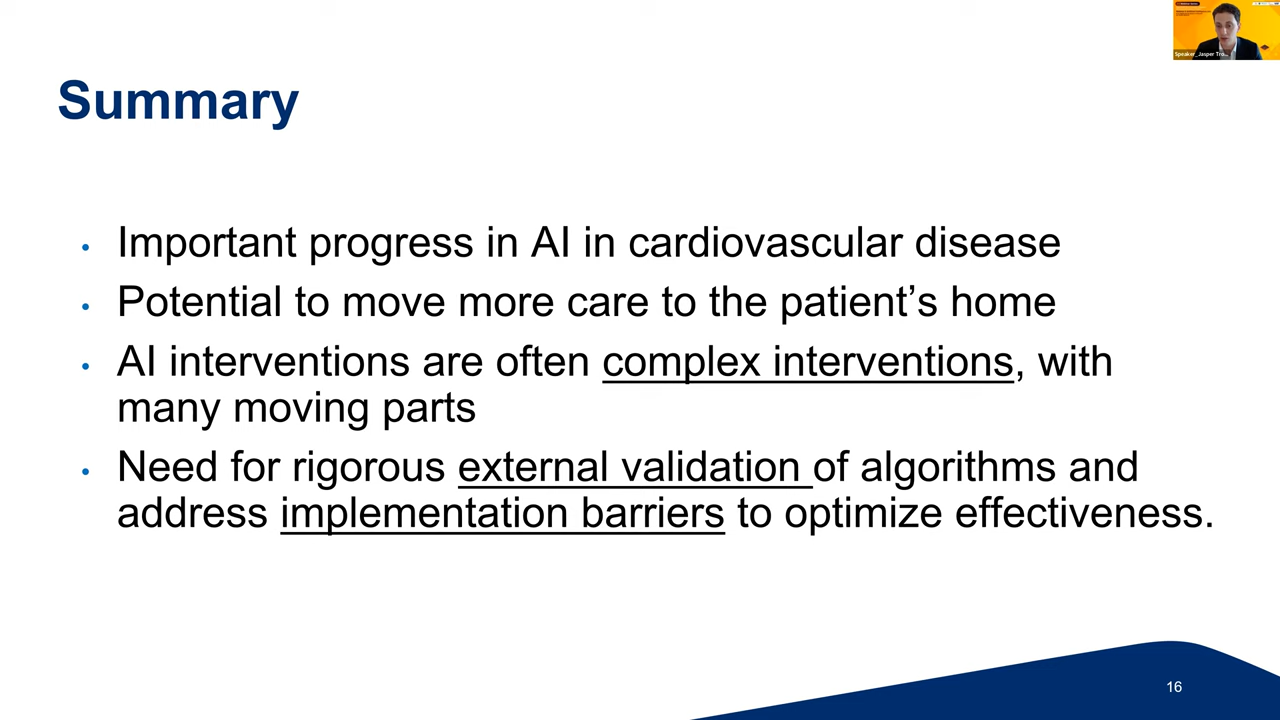 Speaker_Jasper Tro...
Summary
• Important progress in AI in cardiovascular disease
• Potential to move more care to the patient’s home
• AI interventions are often complex interventions, with
many moving parts
• Need for rigorous external validation of algorithms and
address implementation barriers to optimize effectiveness.
16